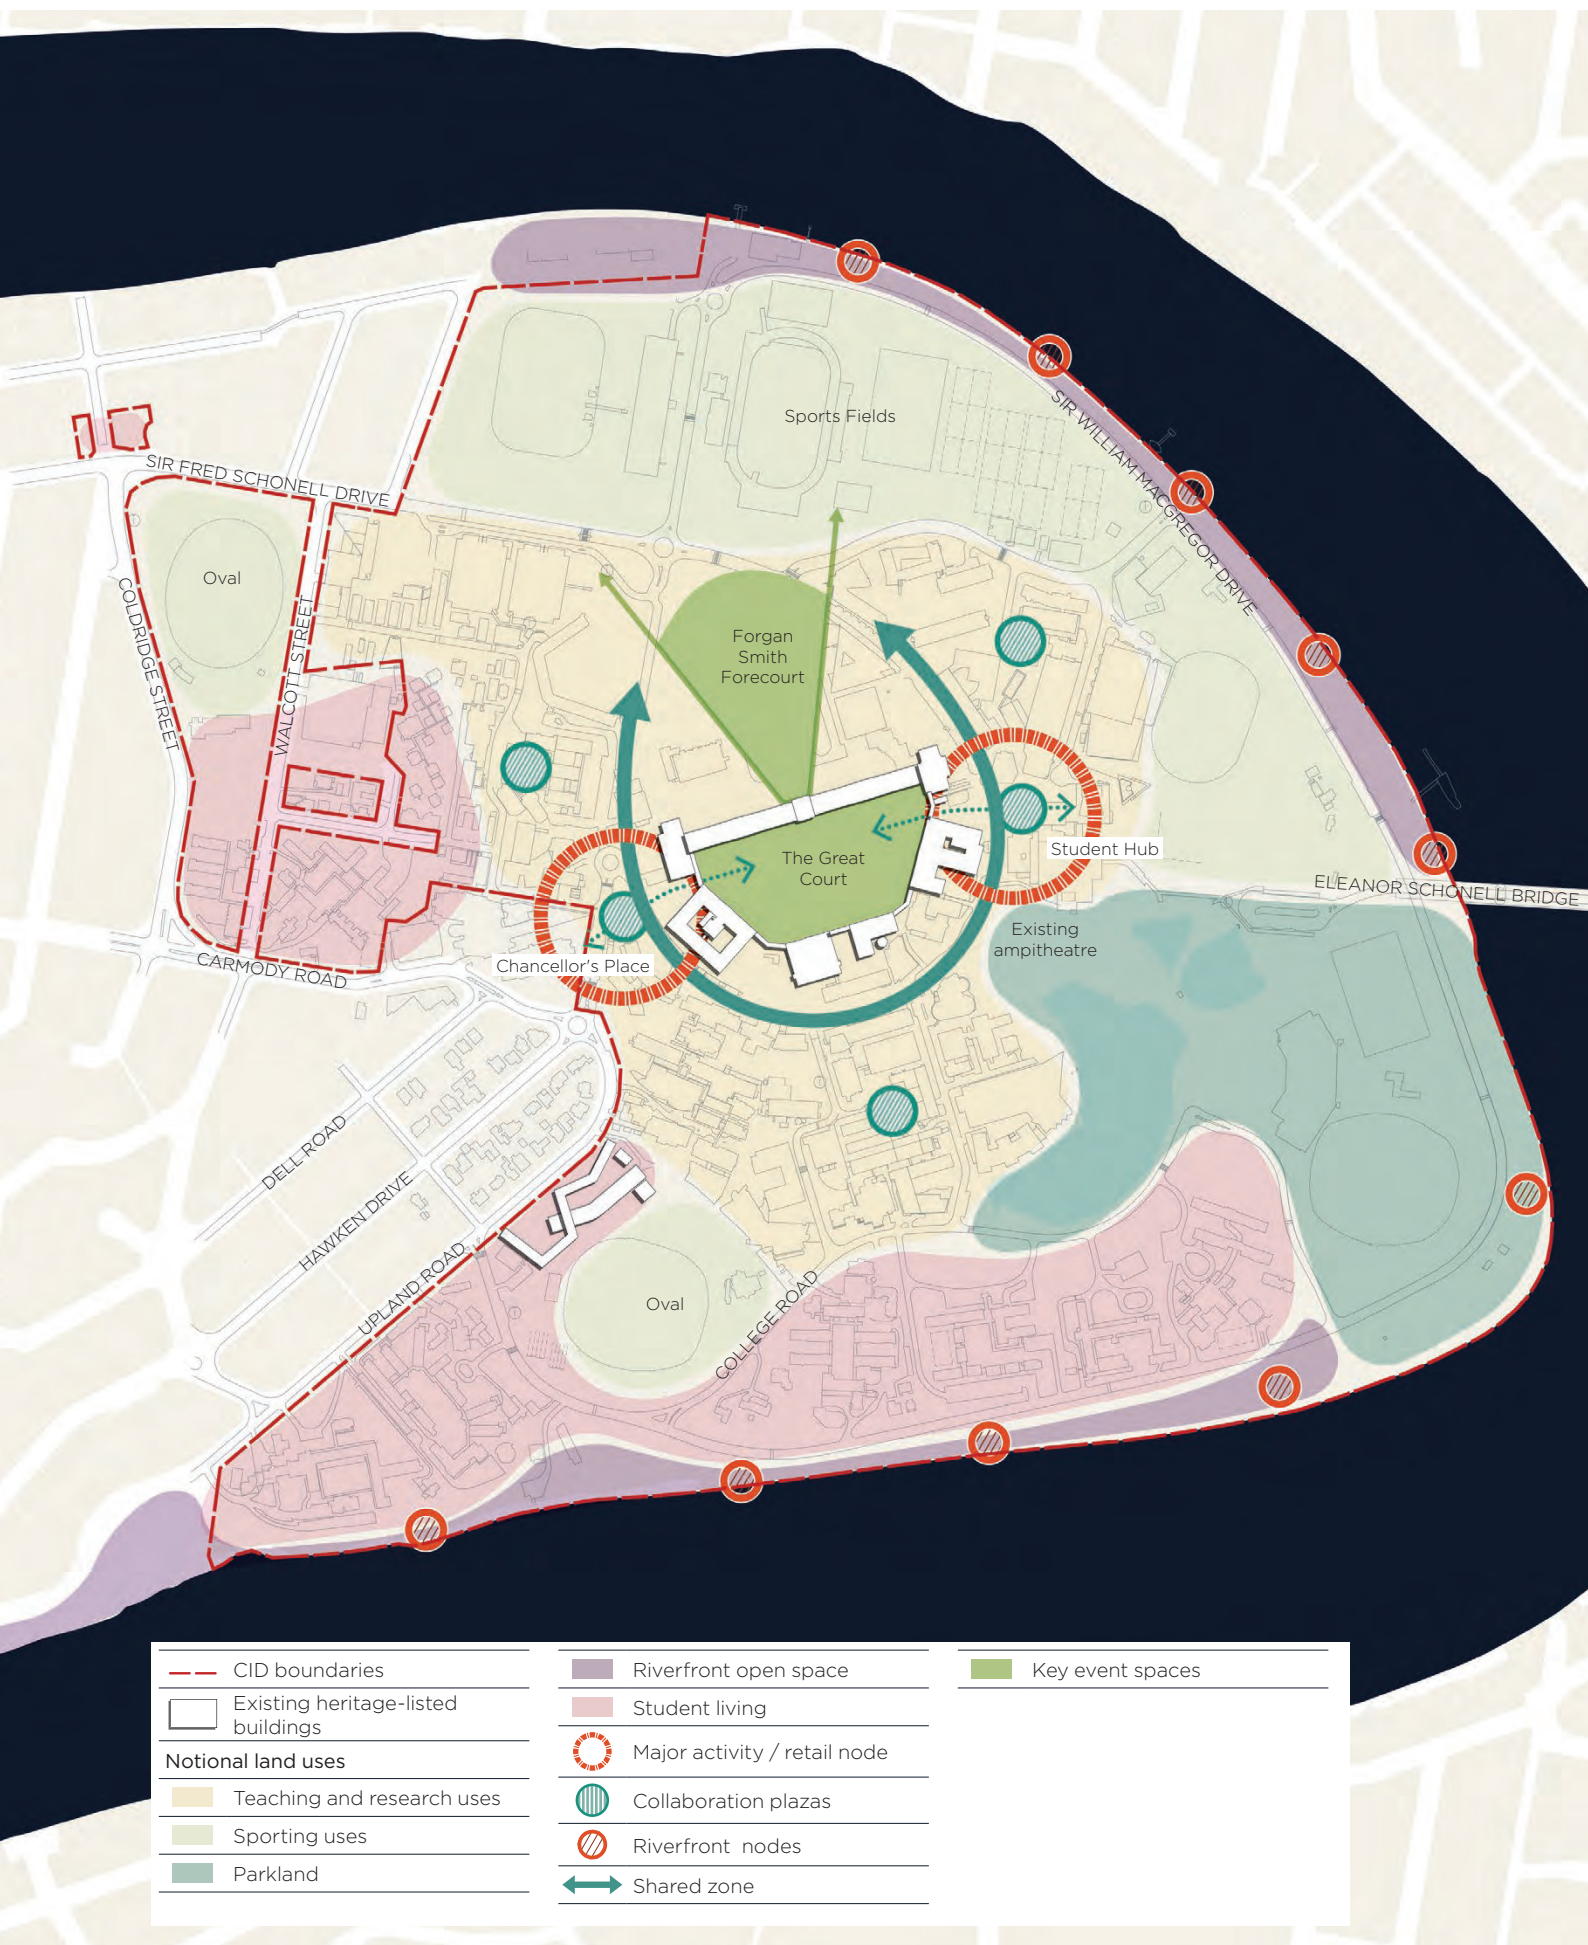 Sports Fields
SIR WILLIAM MACGREGOR DRIVE
SIR FRED SCHONELL DRIVE
Oval
COLDRIDGE STREET
WALCOTT STREET
Forgan
Smith
Forecourt
The Great
Court
Student Hub
ELEANOR SCHONELL BRIDGE
Existing
ampitheatre
Chancellor's Place
CARMODY ROAD
DELL ROAD
HAWKEN DRIVE
UPLAND ROAD
Oval
COLLEGE ROAD
CID boundaries
Existing heritage-listed
buildings
Notional land uses
Teaching and research uses
Sporting uses
Parkland
Riverfront open space
Student living
Major activity / retail node
Collaboration plazas
Riverfront nodes
Shared zone
Key event spaces